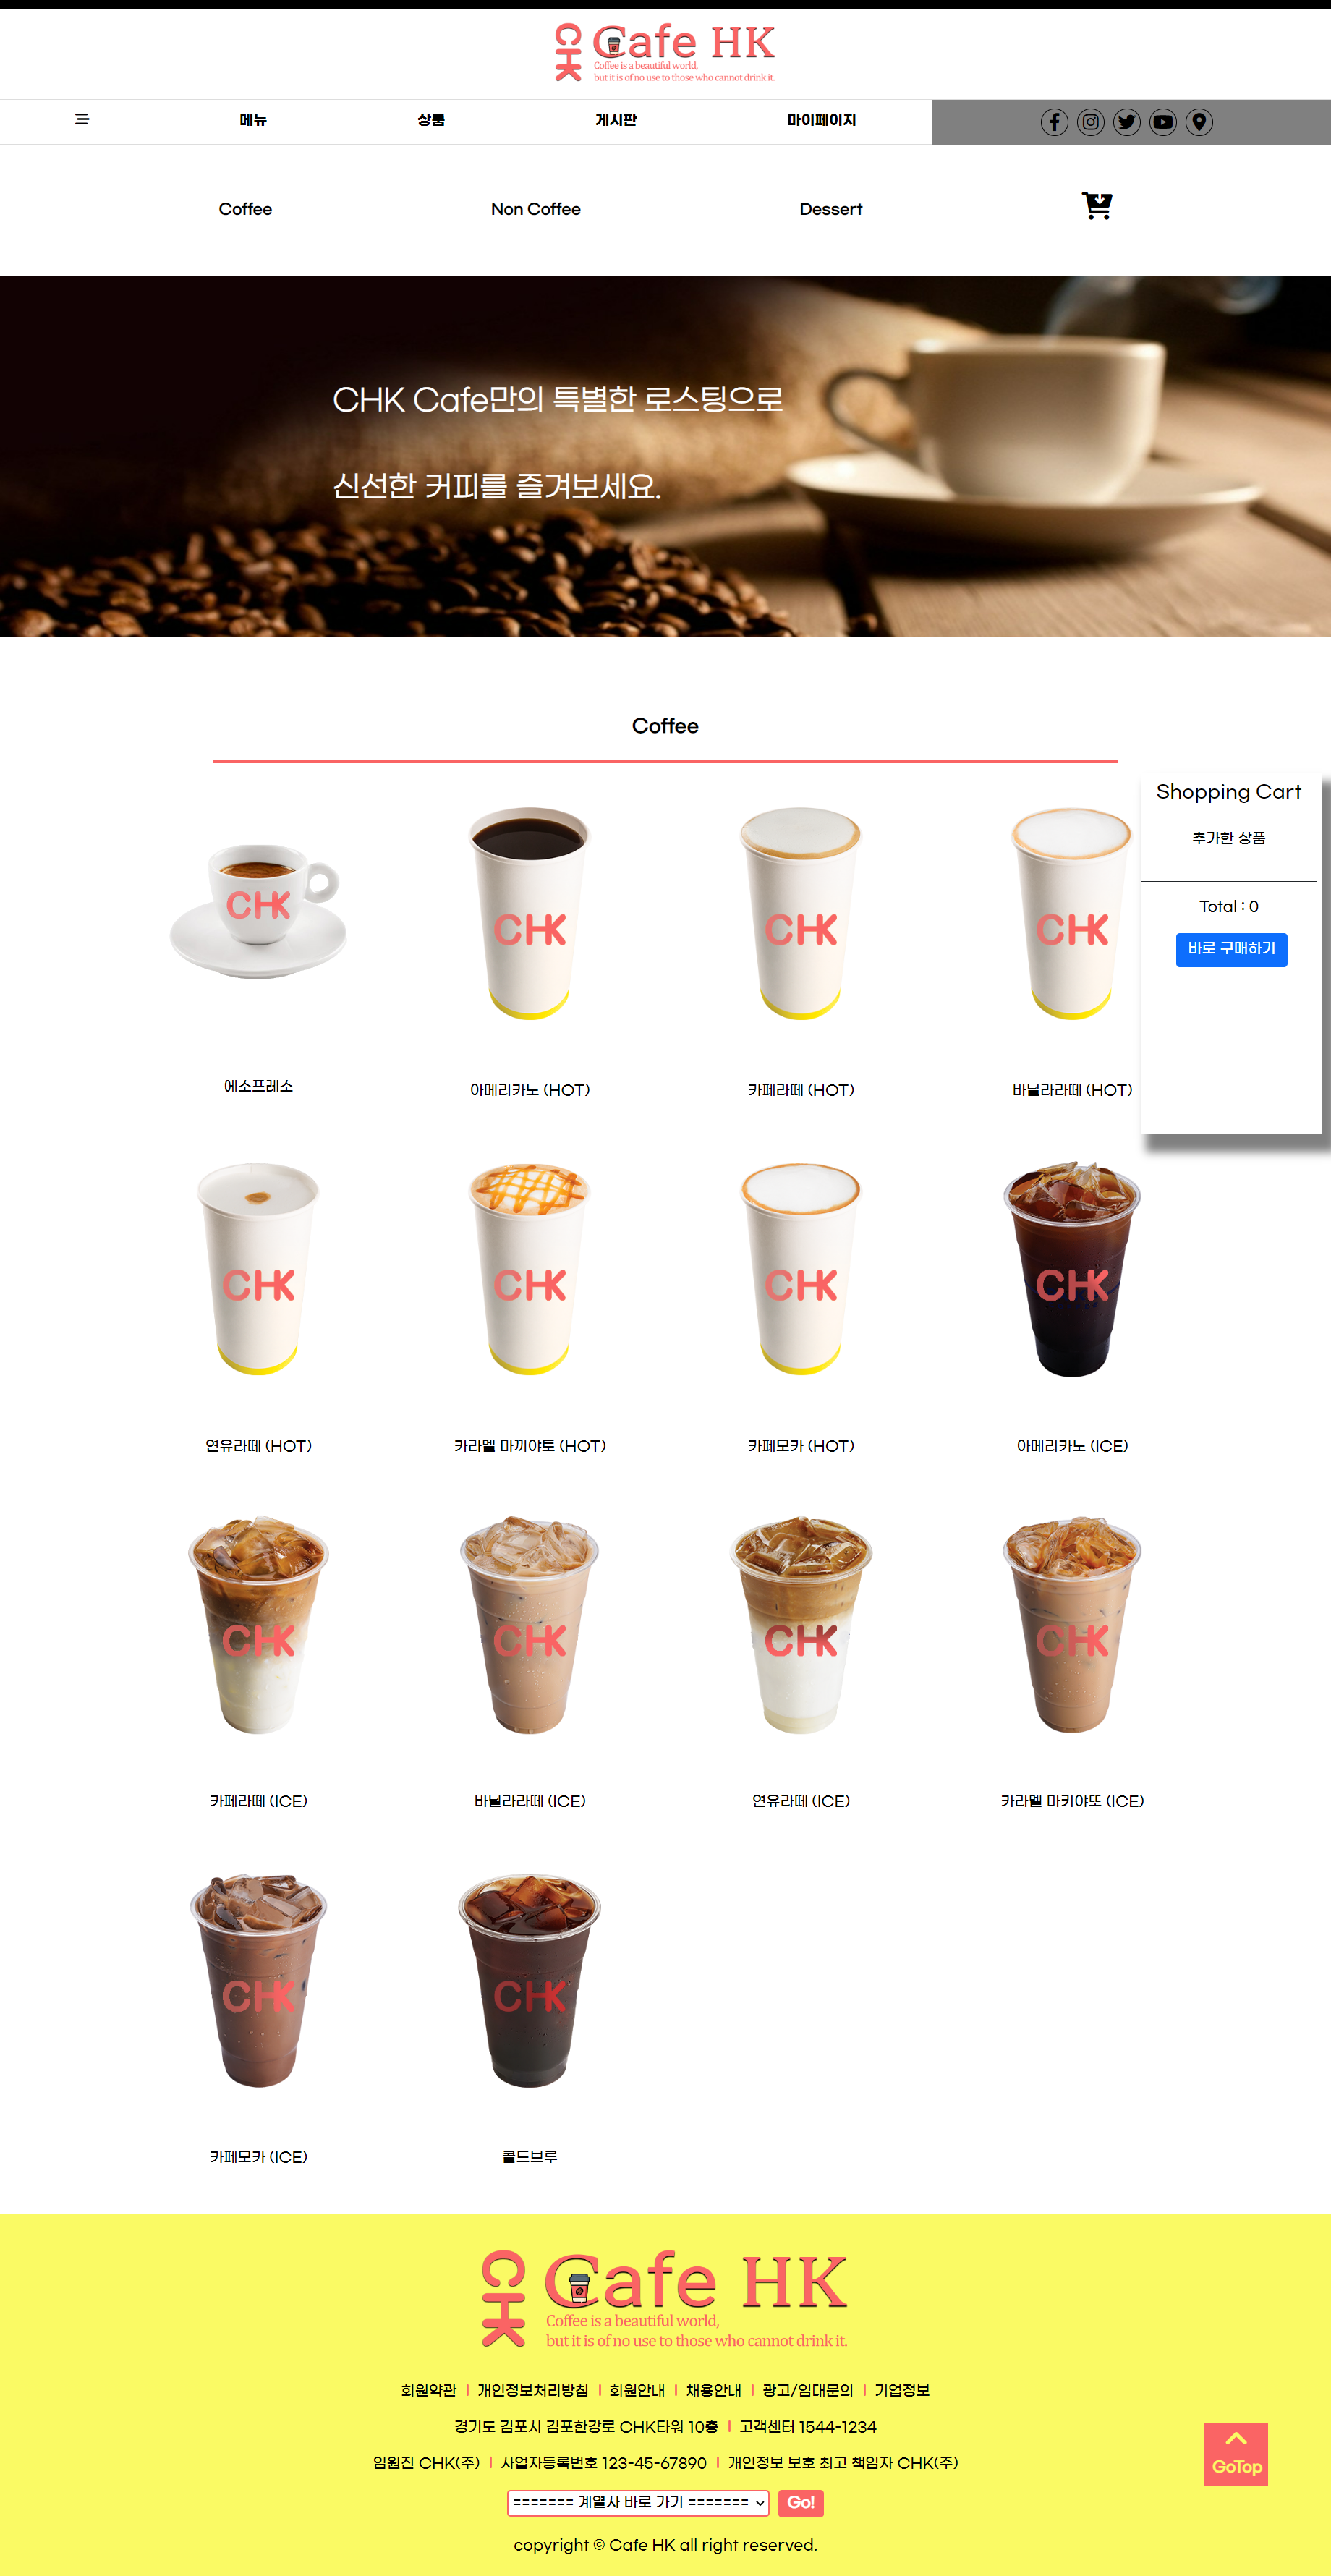 CHK Cafe HK
Coffee is a beautiful world,
but it is of no use to those who cannot drink it.
메뉴 상품 게시판 마이페이지
Coffee Non Coffee Dessert
CHK Cafe만의 특별한 로스팅으로
신선한 커피를 즐겨보세요.
Coffee
Shopping Cart
추가한 상품
Total : 0
바로 구매하기
CHK CHK CHK CHK
에소프레소 아메리카노 (HOT) 카페라떼 (HOT) 바닐라라떼 (HOT)
CHK CHK CHK CHK
연유라떼 (HOT) 카라멜 마끼야토 (HOT) 카페모카 (HOT) 아메리카노 (ICE)
CHK CHK CHK CHK
카페라떼 (ICE) 바닐라라떼 (ICE) 연유라떼 (ICE) 카라멜 마키야또 (ICE)
CHK CHK
카페모카 (ICE) 콜드브루
CHK Cafe HK
Coffee is a beautiful world,
but it is of no use to those who cannot drink it.
회원약관 | 개인정보처리방침 | 회원안내 | 채용안내 | 광고/임대문의 | 기업정보
경기도 김포시 김포한강로 CHK타워 10층 | 고객센터 1544-1234
임원진 CHK(주) | 사업자등록번호 123-45-67890 | 개인정보 보호 최고 책임자 CHK(주)
======= 계열사 바로 가기 ======= Go!
GoTop
copyright © Cafe HK all right reserved.